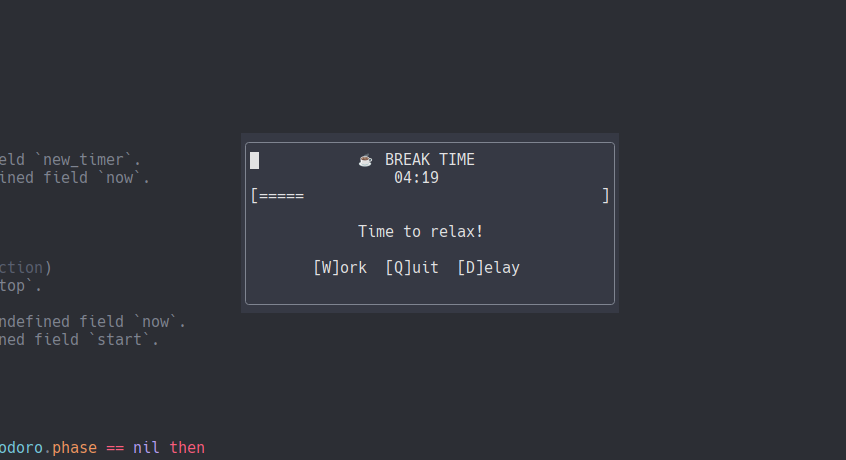 eld `new_timer`.
ined field `now`.
☕ BREAK TIME
04:19
[===== ]
Time to relax!
[W]ork [Q]uit [D]elay
ction)
top`.
ndefined field `now`.
ned field `start`.
odoro.phase == nil then